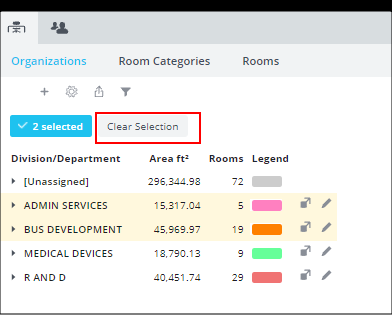 Organizations Room Categories Rooms
2 selected Clear Selection
Division/Department Area ft² Rooms Legend
[Unassigned] 296,344.98 72
ADMIN SERVICES 15,317.04 5
BUS DEVELOPMENT 45,969.97 19
MEDICAL DEVICES 18,790.13 9
R AND D 40,451.74 29